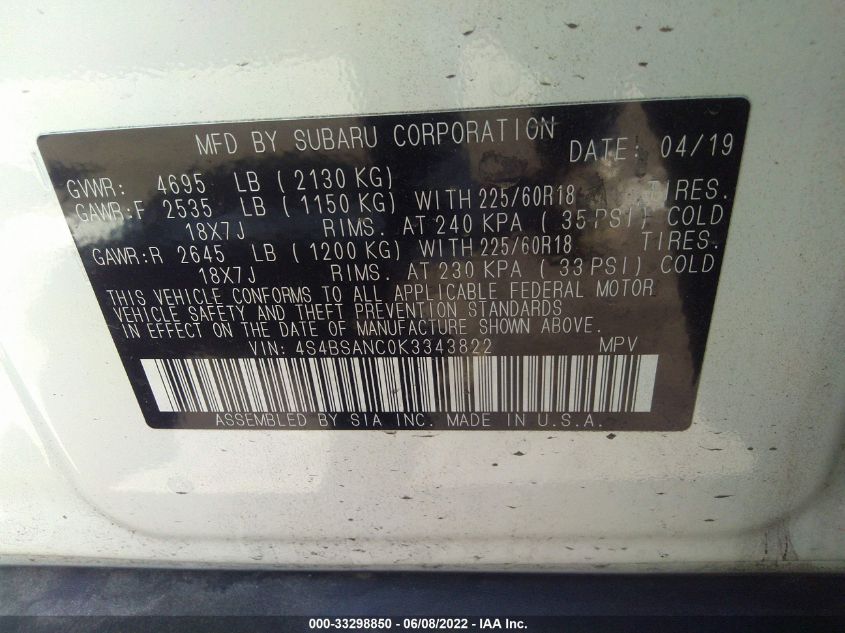 MFD BY SUBARU CORPORATION DATE: 04/19
GVWR: 4695 LB ( 2130 KG)
GAWR:F 2535 LB ( 1150 KG) WITH 225/60R18 TIRES.
18X7J RIMS. AT 240 KPA ( 35 PSI) COLD
GAWR:R 2645 LB ( 1200 KG) WITH 225/60R18 TIRES.
18X7J RIMS. AT 230 KPA ( 33 PSI) COLD
THIS VEHICLE CONFORMS TO ALL APPLICABLE FEDERAL MOTOR
VEHICLE SAFETY AND THEFT PREVENTION STANDARDS
IN EFFECT ON THE DATE OF MANUFACTURE SHOWN ABOVE.
VIN: 4S4BSANC0K3343822 MPV
ASSEMBLED BY SIA INC. MADE IN U.S.A.
000-33298850 - 06/08/2022 - IAA Inc.